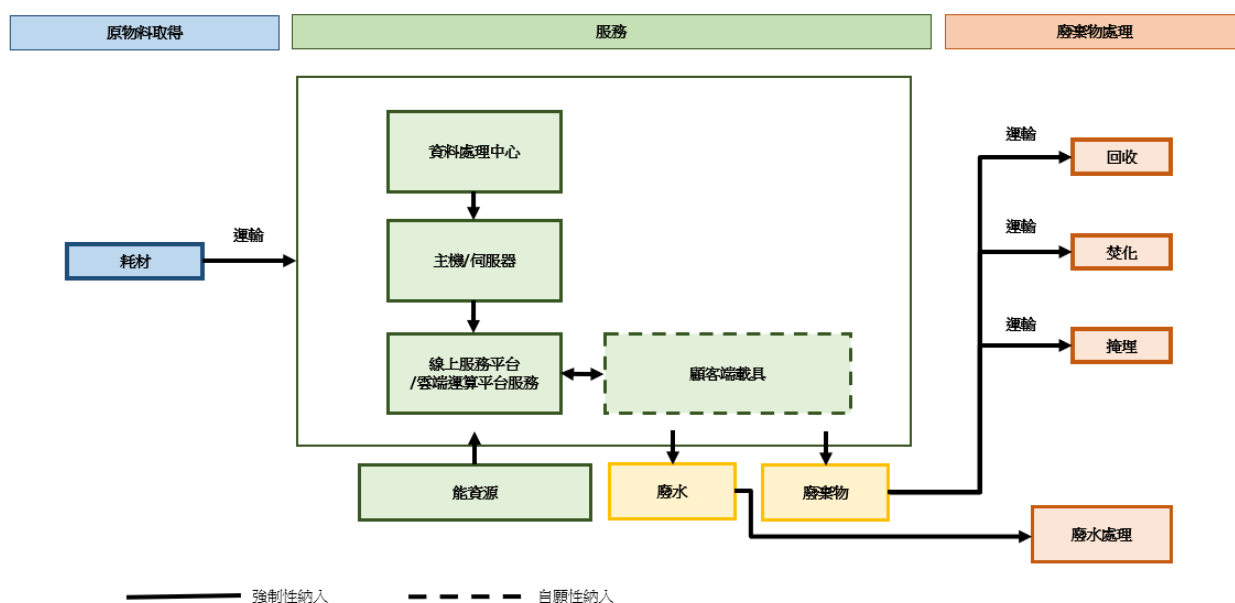 原物料取得
服務
廢棄物處理
資料處理中心
運輸
回收
運輸
主機/伺服器
運輸
焚化
耗材
運輸
掩埋
線上服務平台
/雲端運算平台服務
顧客端載具
能資源
廢水
廢棄物
廢水處理
強制性納入
自願性納入